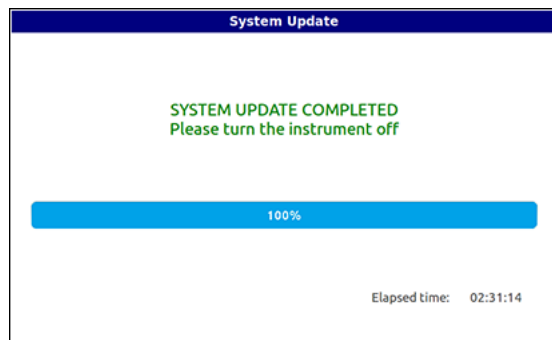 System Update
SYSTEM UPDATE COMPLETED
Please turn the instrument off
100%
Elapsed time: 02:31:14